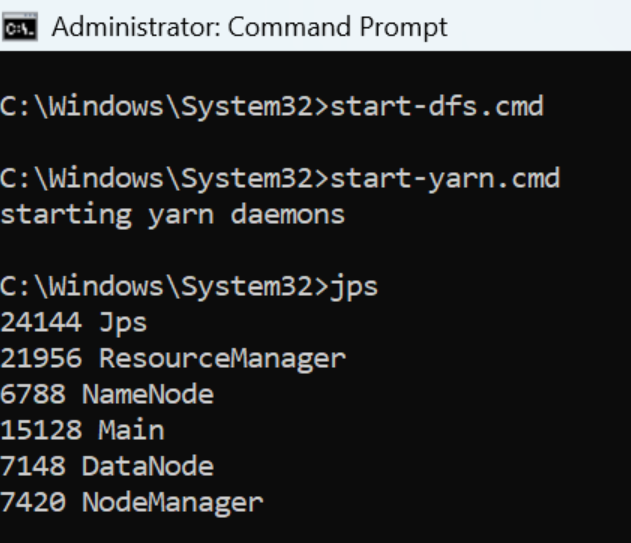 Administrator: Command Prompt
C:\Windows\System32>start-dfs.cmd
C:\Windows\System32>start-yarn.cmd
starting yarn daemons
C:\Windows\System32>jps
24144 Jps
21956 ResourceManager
6788 NameNode
15128 Main
7148 DataNode
7420 NodeManager